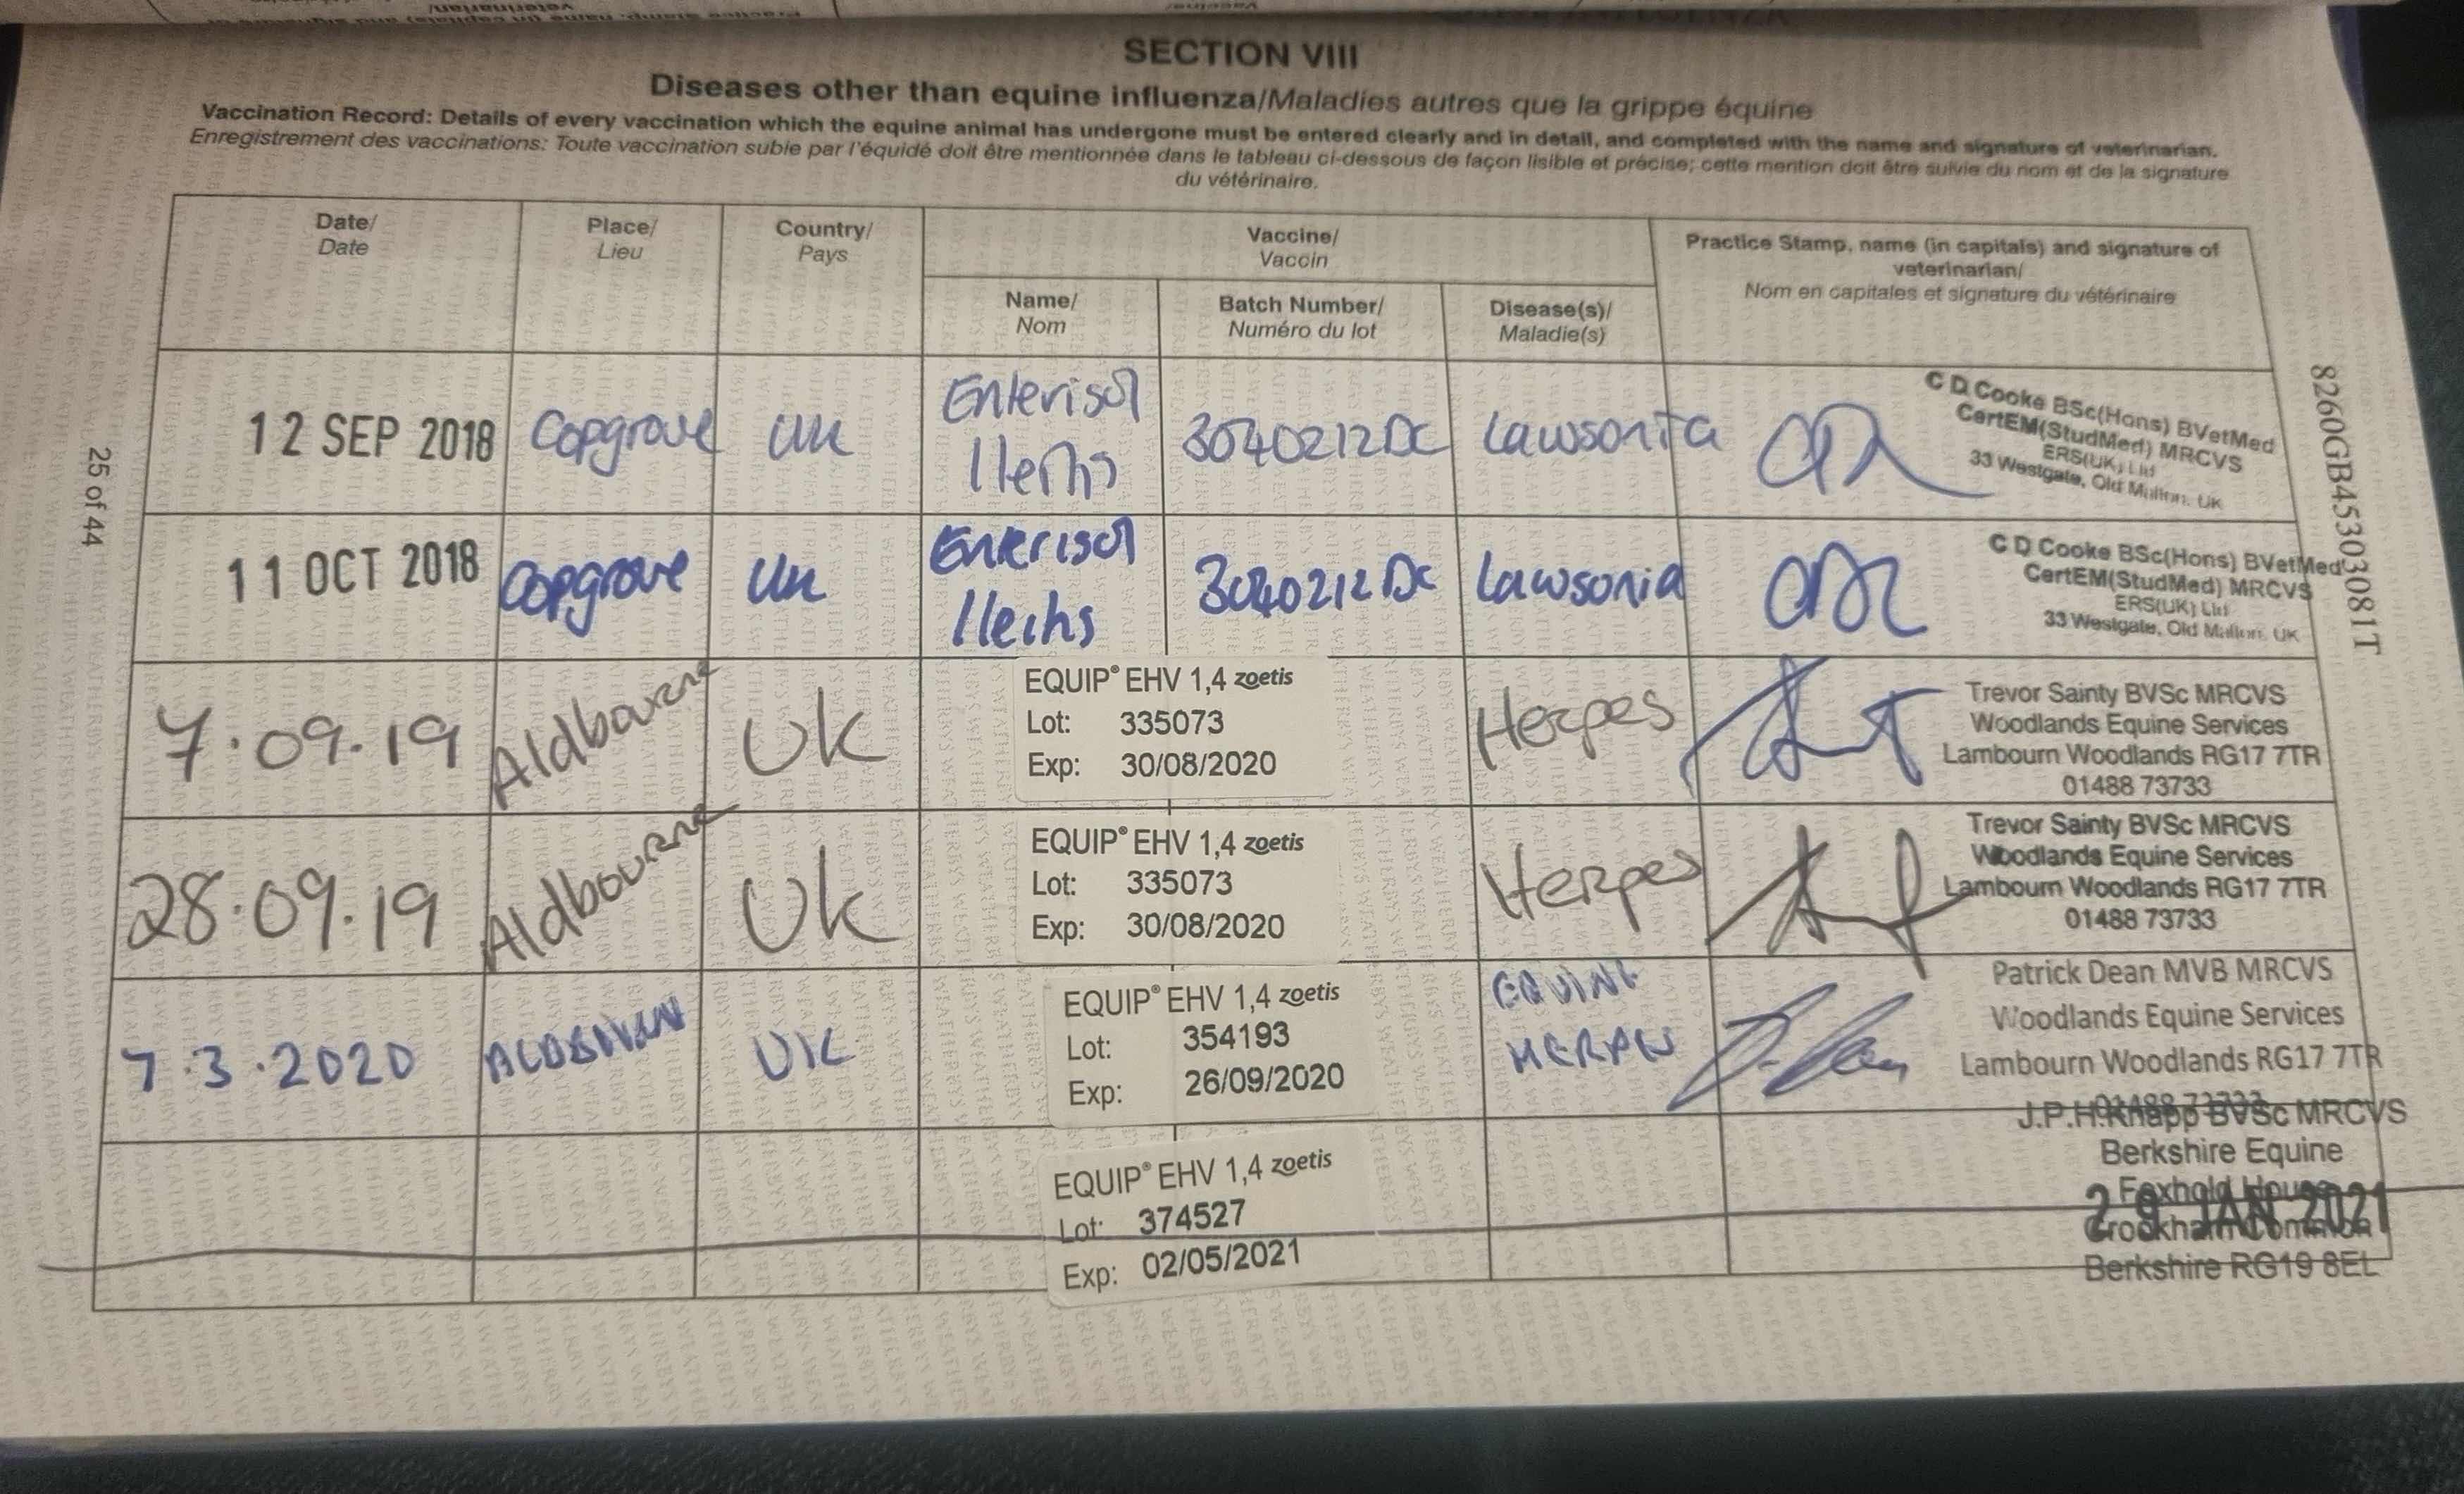 SECTION VIII
Diseases other than equine influenza/Maladies autres que la grippe équine
Vaccination Record: Details of every vaccination which the equine animal has undergone must be entered clearly and in detail, and completed with the name and signature of veterinarian.
Enregistrement des vaccinations: Toute vaccination subie par l'équidé doit être mentionnée dans le tableau ci-dessous de façon lisible et précise; cette mention doit être suivie du nom et de la signature
du vétérinaire.
Date/
Date
Place/
Lieu
Country/
Pays
Vaccine/
Vaccin
Name/
Nom
Batch Number/
Numéro du lot
Disease(s)/
Maladie(s)
Practice Stamp, name (in capitals) and signature of
veterinarian/
Nom en capitales et signature du vétérinaire
12 SEP 2018
Copgrove
UK
Enterisol
Ileitis
3040212DC
Lawsonia
C D Cooke BSc(Hons) BVetMed
CertEM(StudMed) MRCVS
ERS(UK) Ltd
33 Westgate, Old Malton, UK
11 OCT 2018
Copgrove
UK
Enterisol
Ileitis
3040212DC
Lawsonia
C D Cooke BSc(Hons) BVetMed
CertEM(StudMed) MRCVS
ERS(UK) Ltd
33 Westgate, Old Malton, UK
7.09.19
Aldbourne
UK
EQUIP® EHV 1,4 zoetis
Lot: 335073
Exp: 30/08/2020
Herpes
Trevor Sainty BVSc MRCVS
Woodlands Equine Services
Lambourn Woodlands RG17 7TR
01488 73733
28.09.19
Aldbourne
UK
EQUIP® EHV 1,4 zoetis
Lot: 335073
Exp: 30/08/2020
Herpes
Trevor Sainty BVSc MRCVS
Woodlands Equine Services
Lambourn Woodlands RG17 7TR
01488 73733
7.3.2020
UK
EQUIP® EHV 1,4 zoetis
Lot: 354193
Exp: 26/09/2020
EQUINE
HERPES
Patrick Dean MVB MRCVS
Woodlands Equine Services
Lambourn Woodlands RG17 7TR
01488 73733
EQUIP® EHV 1,4 zoetis
Lot: 374527
Exp: 02/05/2021
J.P.H.Knapp BVSc MRCVS
Berkshire Equine
Foxhold House
29 JAN 2021
Crookham Common
Berkshire RG19 8EL
25 of 44
8260GB45303081T